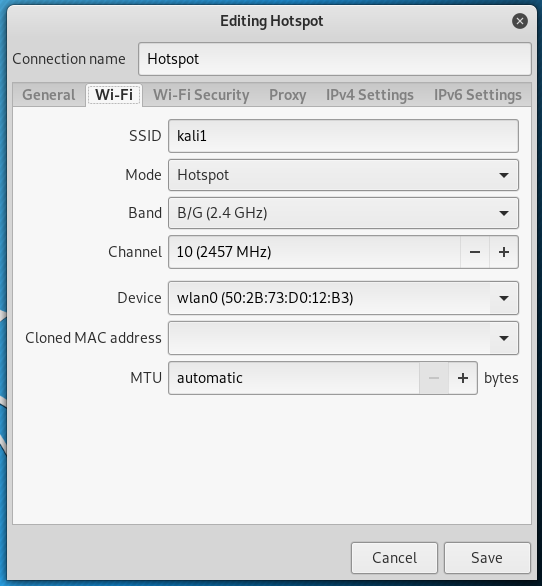 Editing Hotspot
Connection name Hotspot
General Wi-Fi Wi-Fi Security Proxy IPv4 Settings IPv6 Settings
SSID kali1
Mode Hotspot
Band B/G (2.4 GHz)
Channel 10 (2457 MHz)
Device wlan0 (50:2B:73:D0:12:B3)
Cloned MAC address
MTU automatic bytes
Cancel Save